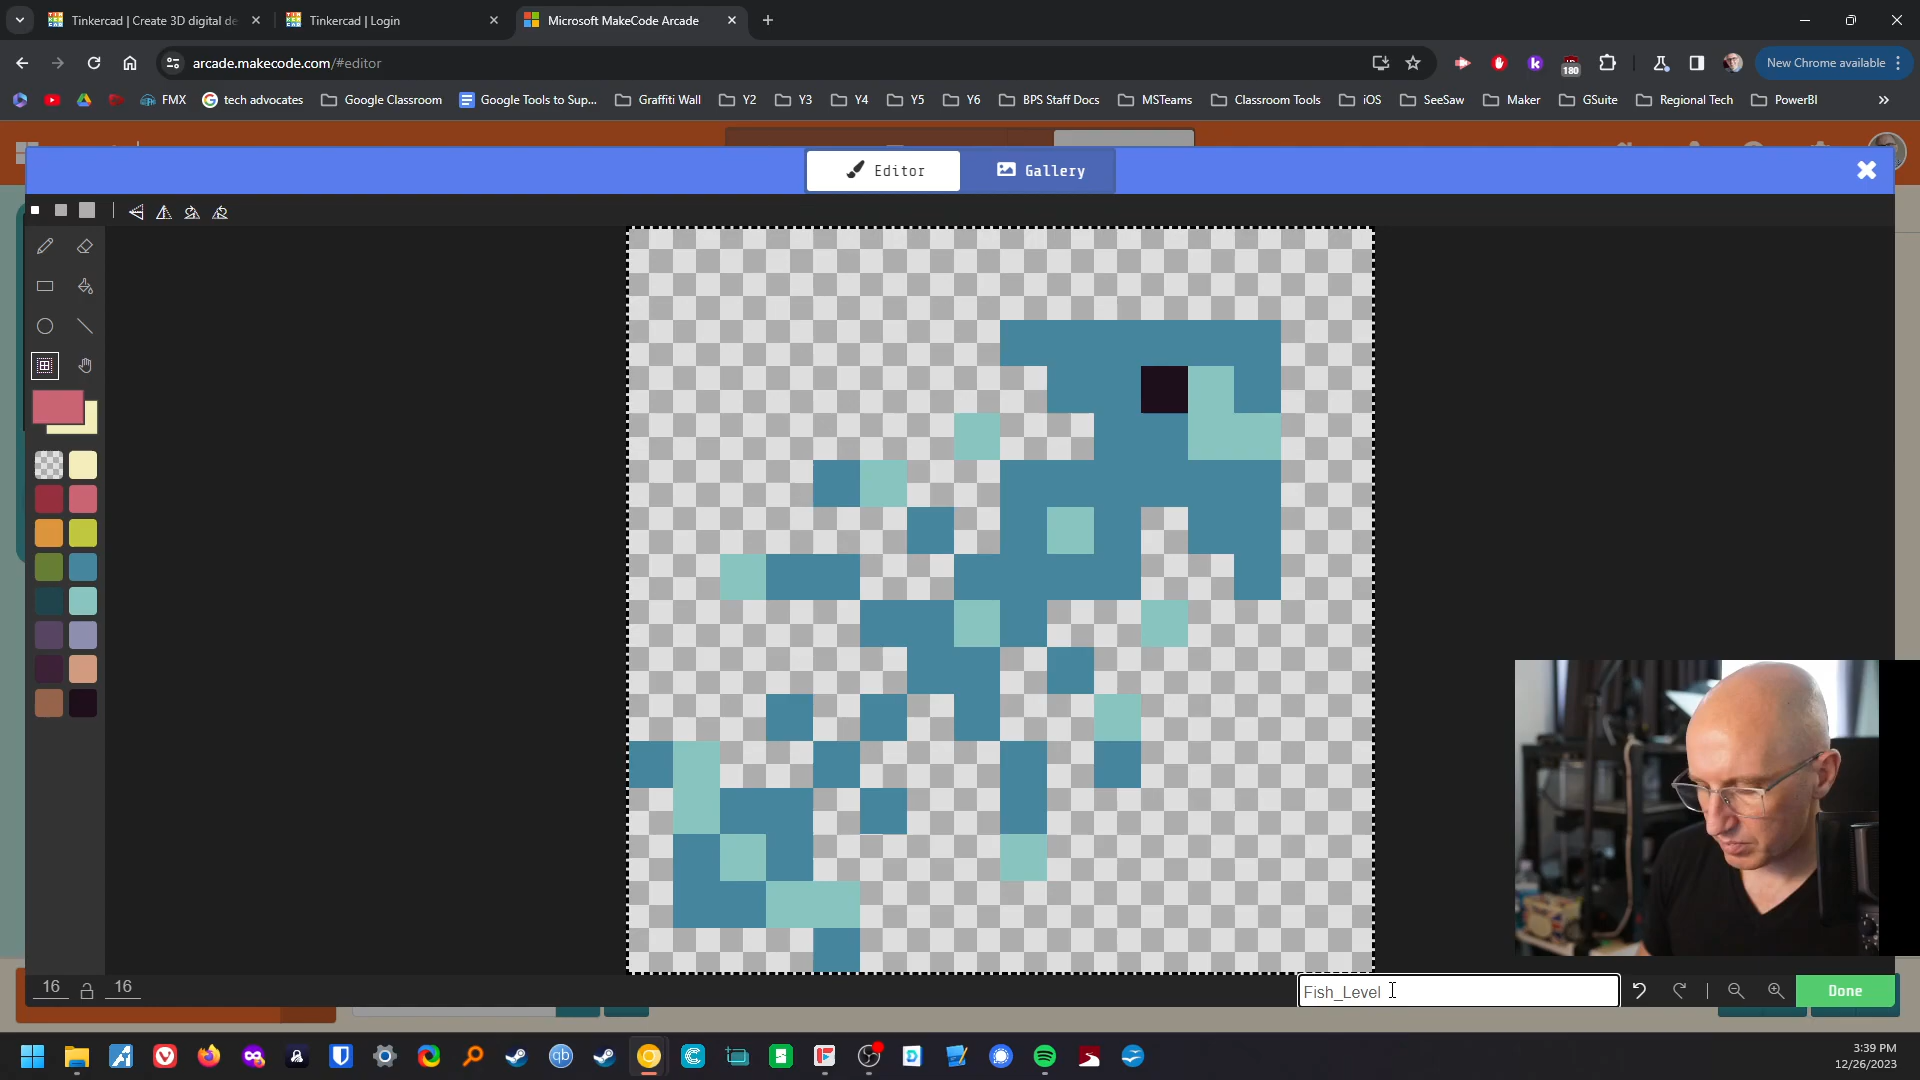 Tinkercad | Create 3D digital de
Tinkercad | Login
Microsoft MakeCode Arcade
arcade.makecode.com/#editor
180
New Chrome available
FMX
tech advocates
Google Classroom
Google Tools to Sup...
Graffiti Wall
Y2
Y3
Y4
Y5
Y6
BPS Staff Docs
MSTeams
Classroom Tools
iOS
SeeSaw
Maker
GSuite
Regional Tech
PowerBI
Editor
Gallery
16
16
Fish_Level
Done
3:39 PM
12/26/2023